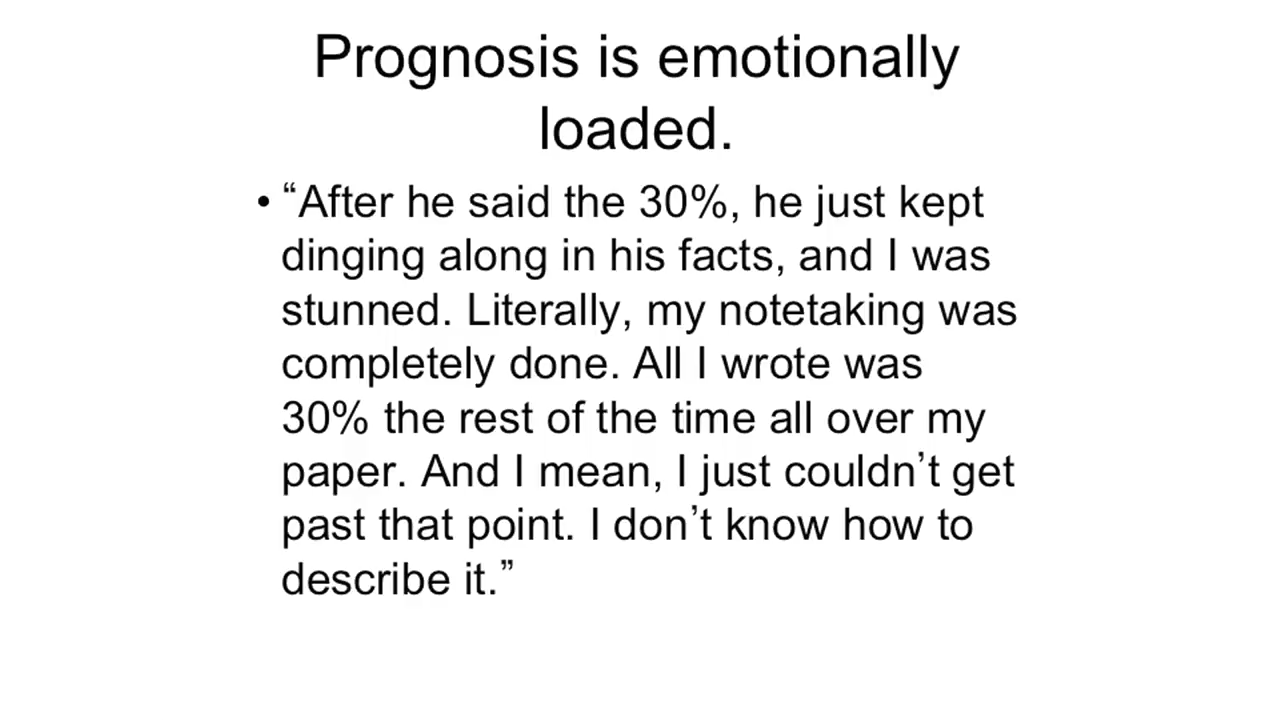 Prognosis is emotionally
loaded.
• “After he said the 30%, he just kept
dinging along in his facts, and I was
stunned. Literally, my notetaking was
completely done. All I wrote was
30% the rest of the time all over my
paper. And I mean, I just couldn’t get
past that point. I don’t know how to
describe it.”